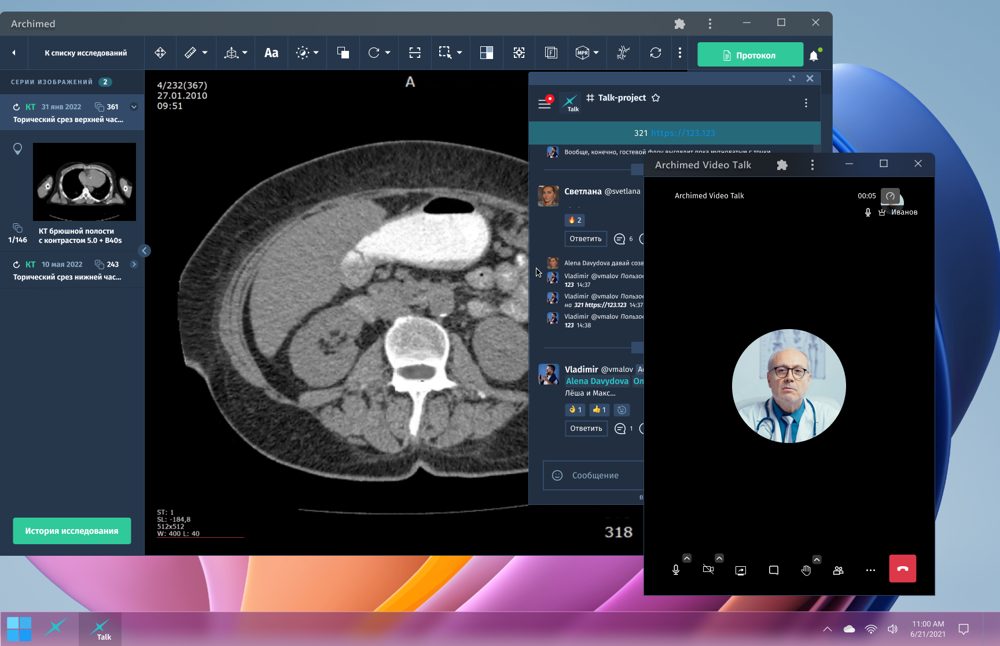 Archimed
К списку исследований
Aa
F
MPR
Протокол
СЕРИИ ИЗОБРАЖЕНИЙ 2
КТ 31 янв 2022 361
Торический срез верхней час...
1/146
КТ брюшной полости
с контрастом 5.0 + B40s
КТ 10 мая 2022 243
Торический срез нижней час...
История исследования
4/232(367)
27.01.2010
09:51
A
ST: 1
SL: -184,8
512x512
W: 400 L: 40
318
Talk
Talk-project
321 https://123.123
Вообще, конечно, гостевой флоу выглядит пока мутноватым с точки
Светлана @svetlana
2
Ответить 6
Alena Davydova давай созв
Vladimir @vmalov Пользов
123 14:37
Vladimir @vmalov Пользов
на 321 https://123.123 14:37
Vladimir @vmalov Пользов
123 14:38
Vladimir @vmalov
Alena Davydova Ол
Лёша и Макс...
1 1
Ответить 1
Сообщение
Archimed Video Talk
Archimed Video Talk
00:05
Иванов
Talk
11:00 AM
6/21/2021